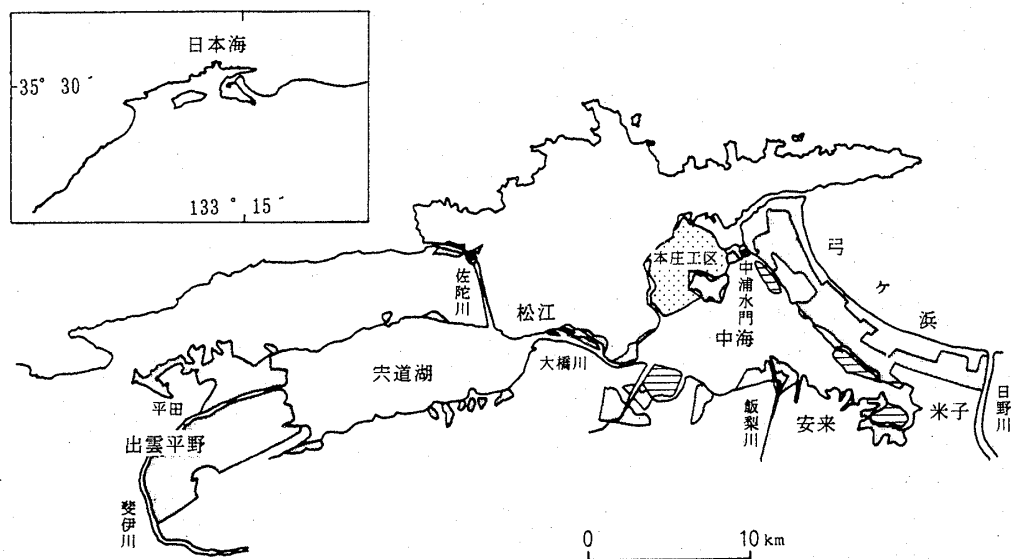 日本海
35° 30´
133° 15´
弓ヶ浜
本庄工区
中浦水門
佐陀川
松江
中海
大橋川
宍道湖
平田
出雲平野
飯梨川
安来
米子
日野川
斐伊川
0 10 km